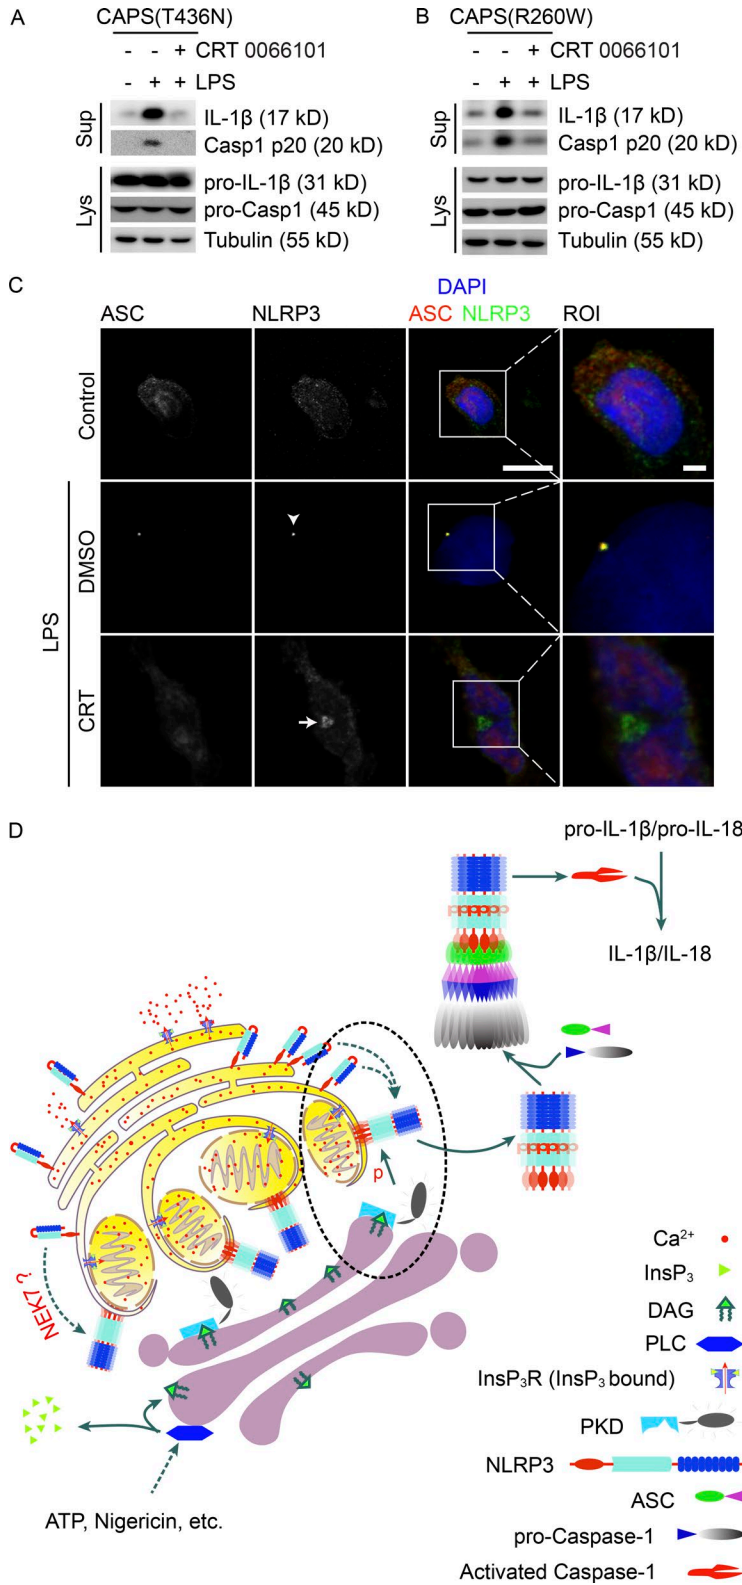 A
CAPS(T436N)
- - + CRT 0066101
- + + LPS
Sup
IL-1β (17 kD)
Casp1 p20 (20 kD)
Lys
pro-IL-1β (31 kD)
pro-Casp1 (45 kD)
Tubulin (55 kD)
B
CAPS(R260W)
- - + CRT 0066101
- + + LPS
Sup
IL-1β (17 kD)
Casp1 p20 (20 kD)
Lys
pro-IL-1β (31 kD)
pro-Casp1 (45 kD)
Tubulin (55 kD)
C
DAPI
ASC NLRP3 ASC NLRP3 ROI
Control
LPS
DMSO
CRT
D
pro-IL-1β/pro-IL-18
IL-1β/IL-18
PPPPP
PPPPP
p
NEK7 ?
ATP, Nigericin, etc.
Ca²⁺
InsP₃
DAG
PLC
InsP₃R (InsP₃ bound)
PKD
NLRP3
ASC
pro-Caspase-1
Activated Caspase-1